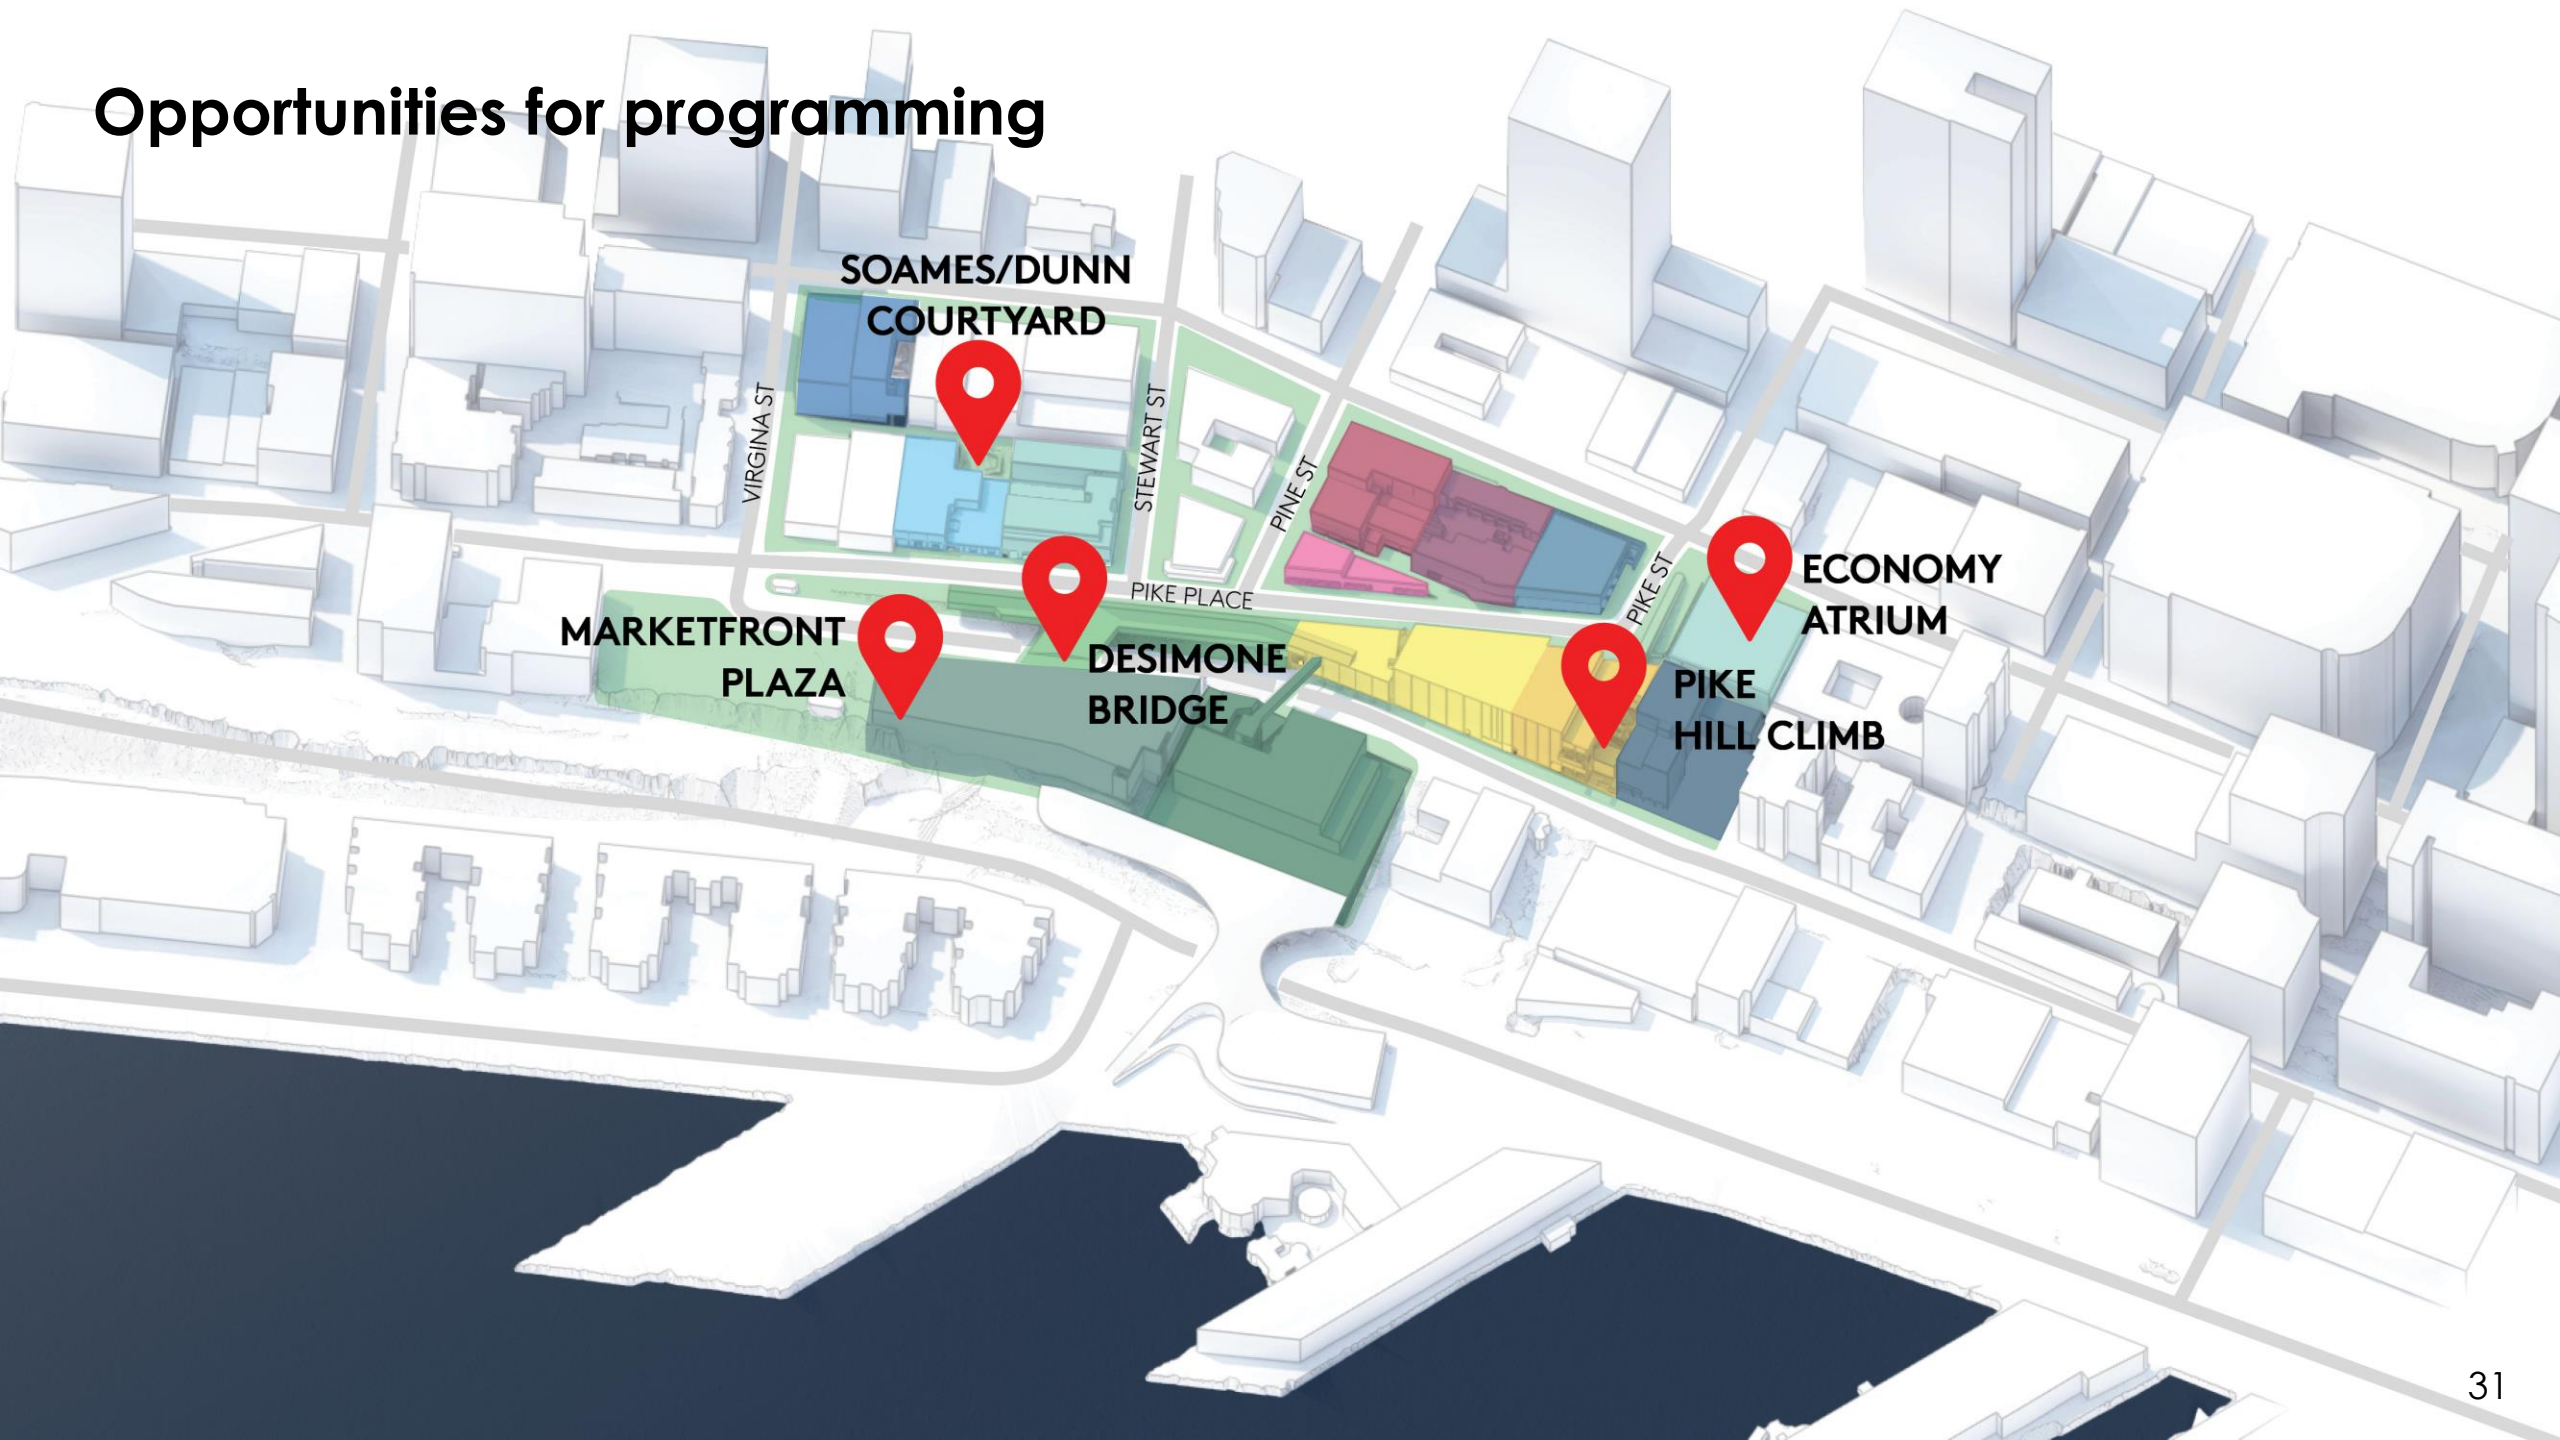 Opportunities for programming
SOAMES/DUNN
COURTYARD
VIRGINA ST
STEWART ST
PINE ST
PIKE ST
PIKE PLACE
MARKETFRONT
PLAZA
DESIMONE
BRIDGE
ECONOMY
ATRIUM
PIKE
HILL CLIMB
31